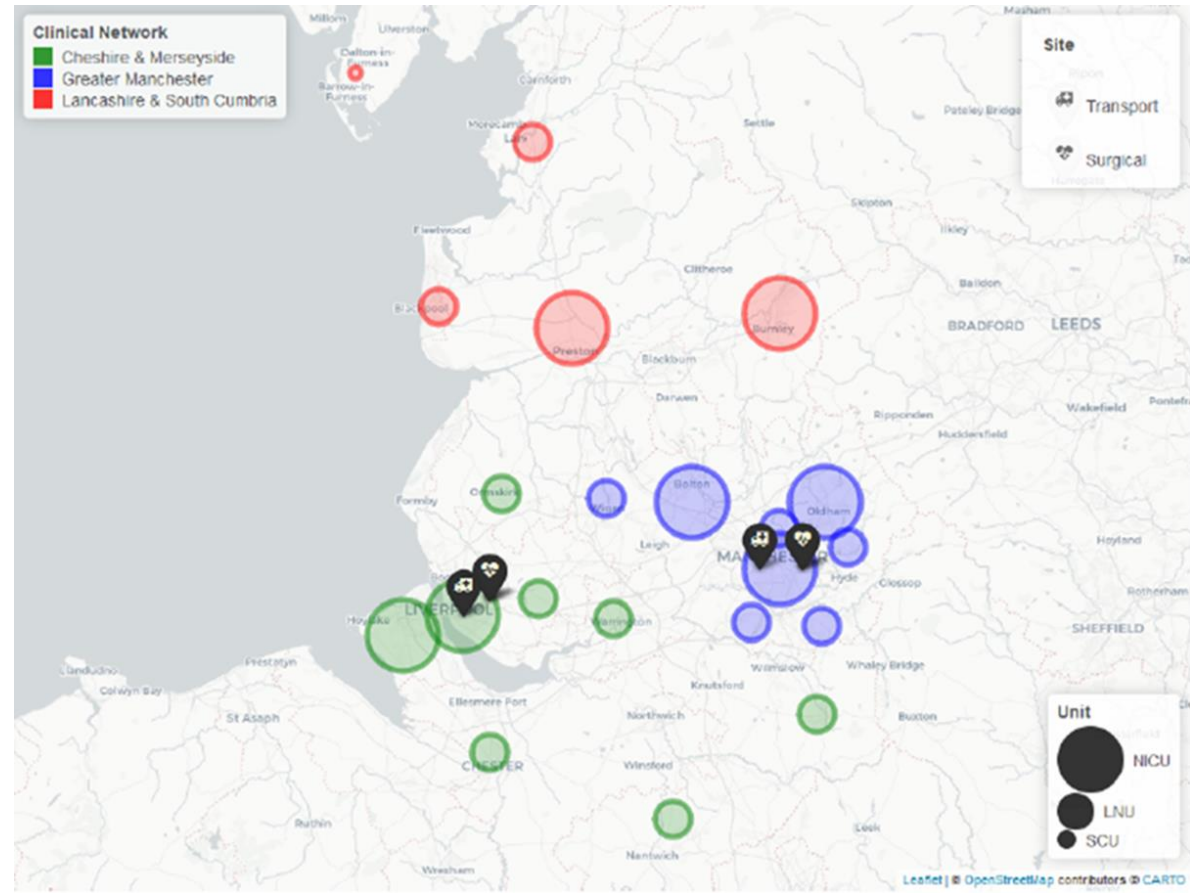 Clinical Network
Cheshire & Merseyside
Greater Manchester
Lancashire & South Cumbria
Site
Transport
Surgical
Millom
Ulverston
Masham
Dalton-in-
Furness
Barrow-in-
Furness
Carnforth
Ripon
Pateley Bridge
Settle
Harrogate
Skipton
Ilkley
Fleetwood
Clitheroe
Baildon
Blackpool
BRADFORD
LEEDS
Burnley
Preston
Blackburn
Darwen
Ripponden
Wakefield
Huddersfield
Ormskirk
Formby
Wigan
Bolton
Oldham
Leigh
Hoyland
Hyde
Glossop
Rotherham
LIVERPOOL
Hoylake
Warrington
SHEFFIELD
Wilmslow
Whaley Bridge
Llandudno
Prestatyn
Colwyn Bay
Knutsford
Ellesmere Port
St Asaph
Northwich
Buxton
CHESTER
Winsford
Ruthin
Leek
Nantwich
Wrexham
Unit
NICU
LNU
SCU
Leaflet | © OpenStreetMap contributors © CARTO